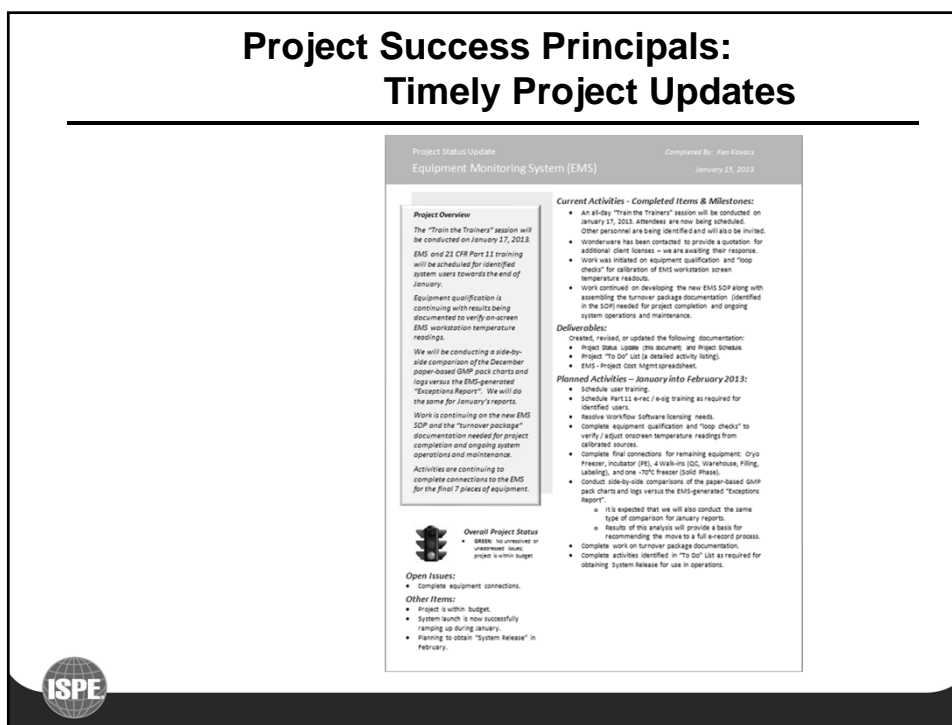 Project Success Principals:
Timely Project Updates
Project Status Update
Completed By: Ken Kovacs
Equipment Monitoring System (EMS)
January 15, 2013
Project Overview
The "Train the Trainers" session will
be conducted on January 17, 2013.
EMS and 21 CFR Part 11 training
will be scheduled for identified
system users towards the end of
January.
Equipment qualification is
continuing with results being
documented to verify on-screen
EMS workstation temperature
readings.
We will be conducting a side-by-
side comparison of the December
paper-based GMP pack charts and
logs versus the EMS-generated
"Exceptions Report". We will do
the same for January's reports.
Work is continuing on the new EMS
SOP and the "turnover package"
documentation needed for project
completion and ongoing system
operations and maintenance.
Activities are continuing to
complete connections to the EMS
for the final 7 pieces of equipment.
Overall Project Status
• GREEN: No unresolved or
unaddressed issues;
project is within budget
Open Issues:
• Complete equipment connections.
Other Items:
• Project is within budget.
• System launch is now successfully
ramping up during January.
• Planning to obtain "System Release" in
February.
Current Activities - Completed Items & Milestones:
• An all-day "Train the Trainers" session will be conducted on
January 17, 2013. Attendees are now being scheduled.
Other personnel are being identified and will also be invited.
• Wonderware has been contacted to provide a quotation for
additional client licenses – we are awaiting their response.
• Work was initiated on equipment qualification and "loop
checks" for calibration of EMS workstation screen
temperature readouts.
• Work continued on developing the new EMS SOP along with
assembling the turnover package documentation (identified
in the SOP) needed for project completion and ongoing
system operations and maintenance.
Deliverables:
Created, revised, or updated the following documentation:
• Project Status Update (this document) and Project Schedule
• Project "To Do" List (a detailed activity listing).
• EMS - Project Cost Mgmt spreadsheet.
Planned Activities – January into February 2013:
• Schedule user training.
• Schedule Part 11 e-rec / e-sig training as required for
identified users.
• Resolve Workflow Software licensing needs.
• Complete equipment qualification and "loop checks" to
verify / adjust onscreen temperature readings from
calibrated sources.
• Complete final connections for remaining equipment: Cryo
Freezer, Incubator (PE), 4 Walk-ins (QC, Warehouse, Filling,
Labeling), and one -70°C freezer (Solid Phase).
• Conduct side-by-side comparisons of the paper-based GMP
pack charts and logs versus the EMS-generated "Exceptions
Report".
o It is expected that we will also conduct the same
type of comparison for January reports.
o Results of this analysis will provide a basis for
recommending the move to a full e-record process.
• Complete work on turnover package documentation.
• Complete activities identified in "To Do" List as required for
obtaining System Release for use in operations.
ISPE